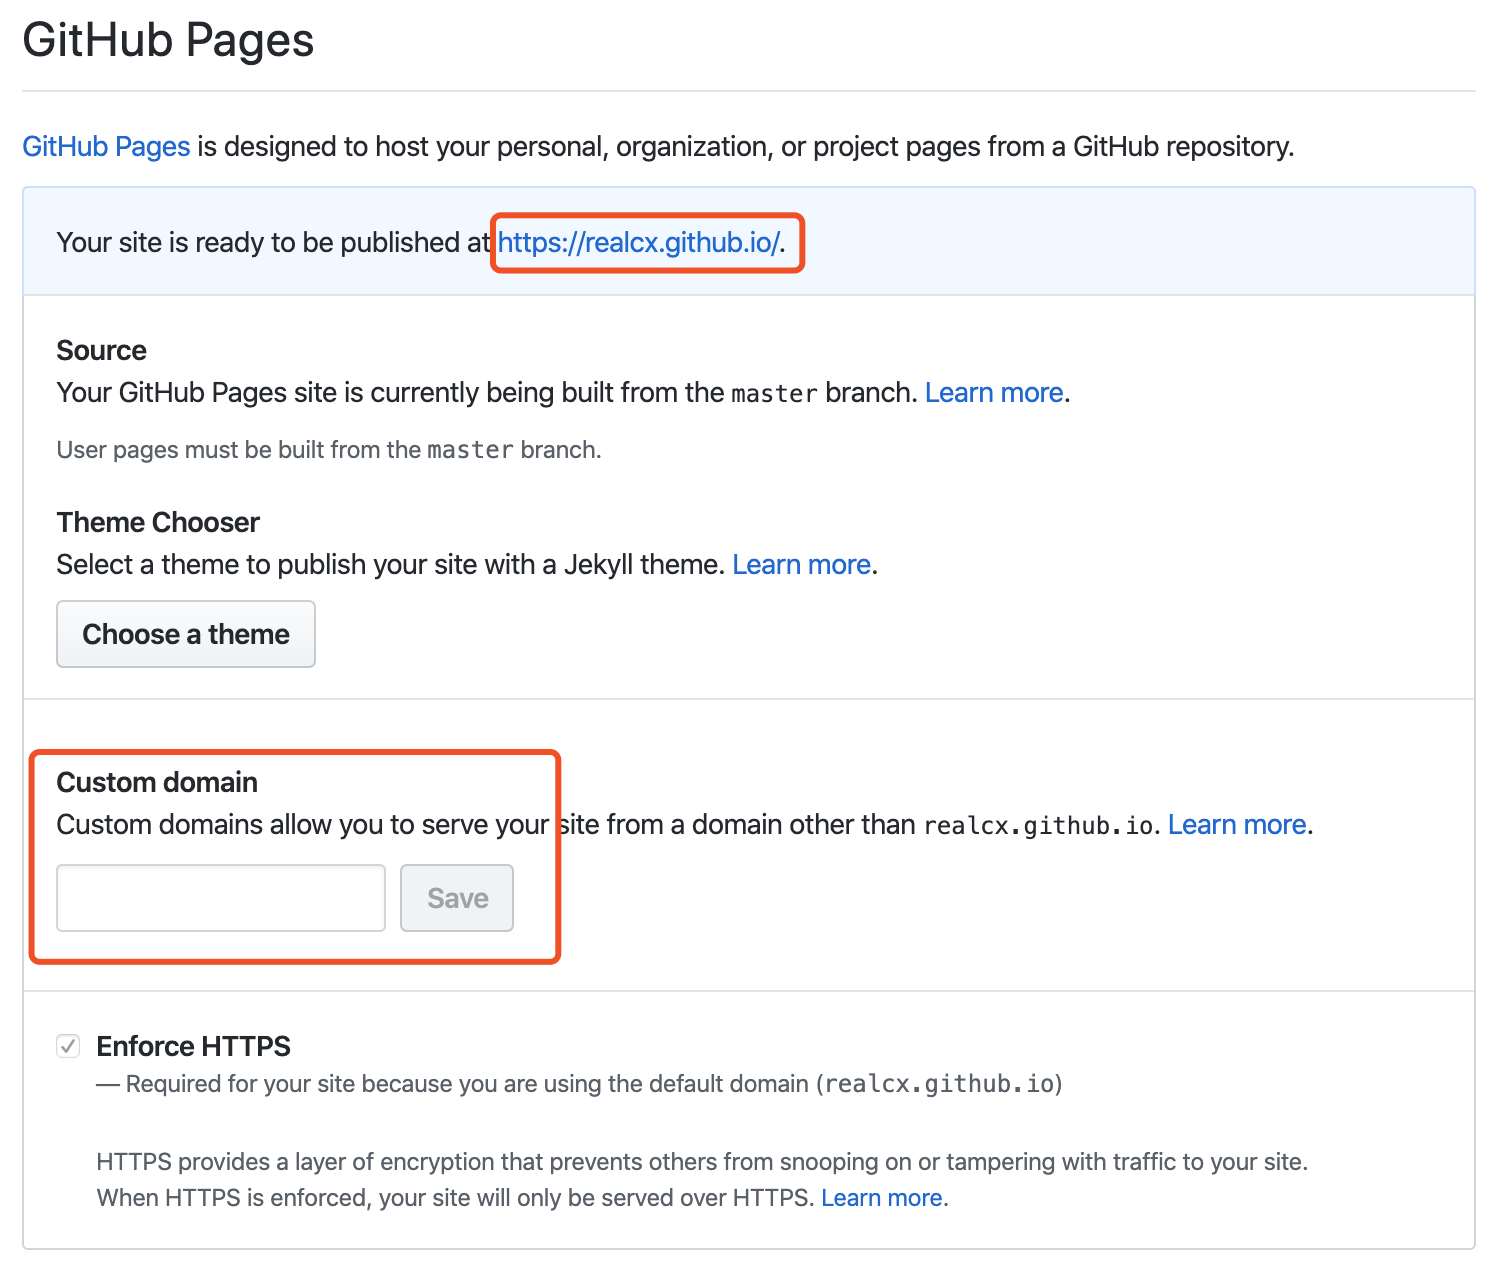 GitHub Pages
GitHub Pages is designed to host your personal, organization, or project pages from a GitHub repository.
Your site is ready to be published at https://realcx.github.io/.
Source
Your GitHub Pages site is currently being built from the master branch. Learn more.
User pages must be built from the master branch.
Theme Chooser
Select a theme to publish your site with a Jekyll theme. Learn more.
Choose a theme
Custom domain
Custom domains allow you to serve your site from a domain other than realcx.github.io. Learn more.
Save
Enforce HTTPS
— Required for your site because you are using the default domain (realcx.github.io)
HTTPS provides a layer of encryption that prevents others from snooping on or tampering with traffic to your site.
When HTTPS is enforced, your site will only be served over HTTPS. Learn more.